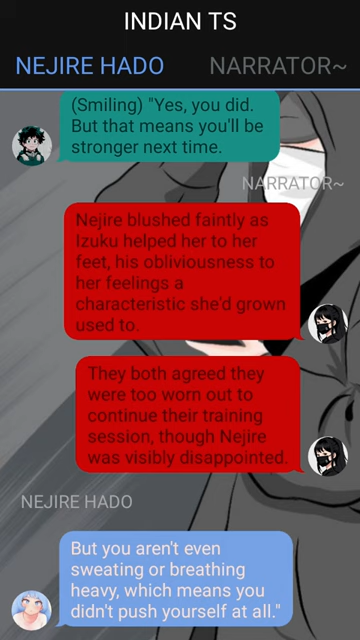 INDIAN TS
NEJIRE HADO NARRATOR~
(Smiling) "Yes, you did.
But that means you'll be
stronger next time.
NARRATOR~
Nejire blushed faintly as
Izuku helped her to her
feet, his obliviousness to
her feelings a
characteristic she'd grown
used to.
They both agreed they
were too worn out to
continue their training
session, though Nejire
was visibly disappointed.
NEJIRE HADO
But you aren't even
sweating or breathing
heavy, which means you
didn't push yourself at all."